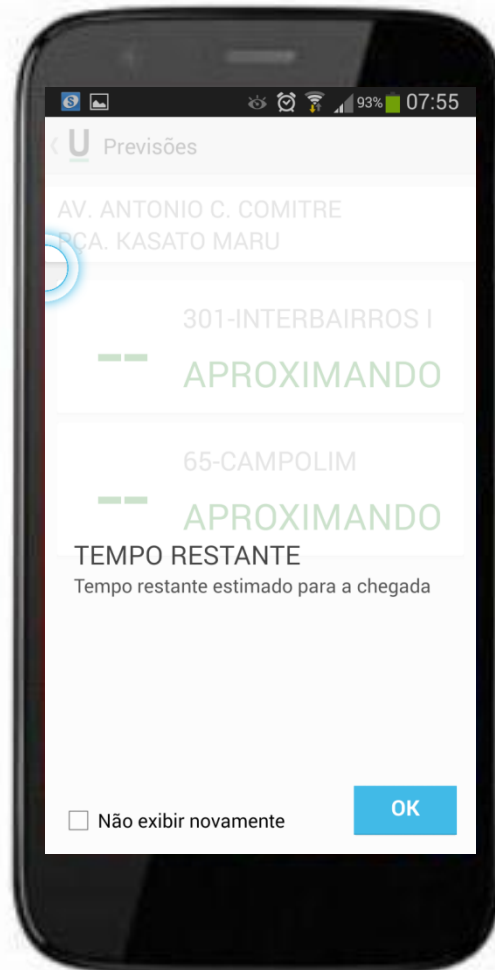 93% 07:55
U Previsões
AV. ANTONIO C. COMITRE
PÇA. KASATO MARU
301-INTERBAIRROS I
-- APROXIMANDO
65-CAMPOLIM
-- APROXIMANDO
TEMPO RESTANTE
Tempo restante estimado para a chegada
Não exibir novamente
OK